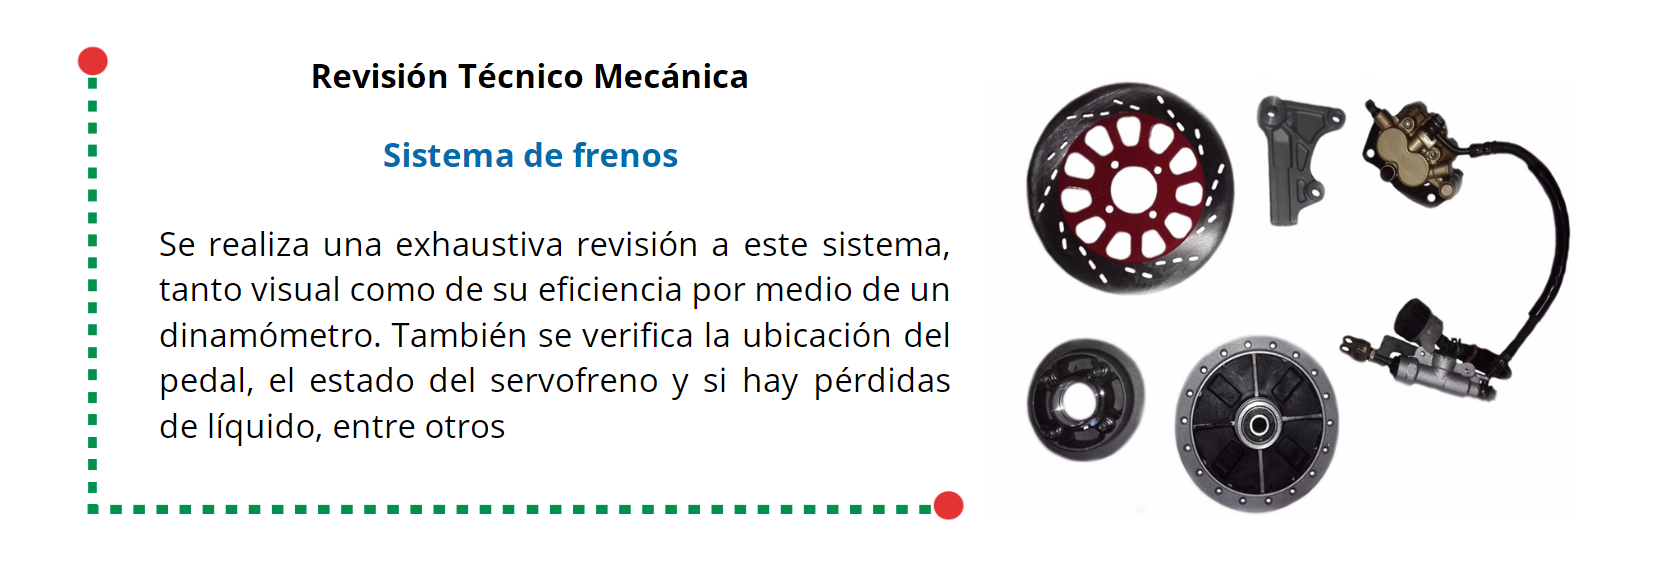 Revisión Técnico Mecánica
Sistema de frenos
Se realiza una exhaustiva revisión a este sistema,
tanto visual como de su eficiencia por medio de un
dinamómetro. También se verifica la ubicación del
pedal, el estado del servofreno y si hay pérdidas
de líquido, entre otros